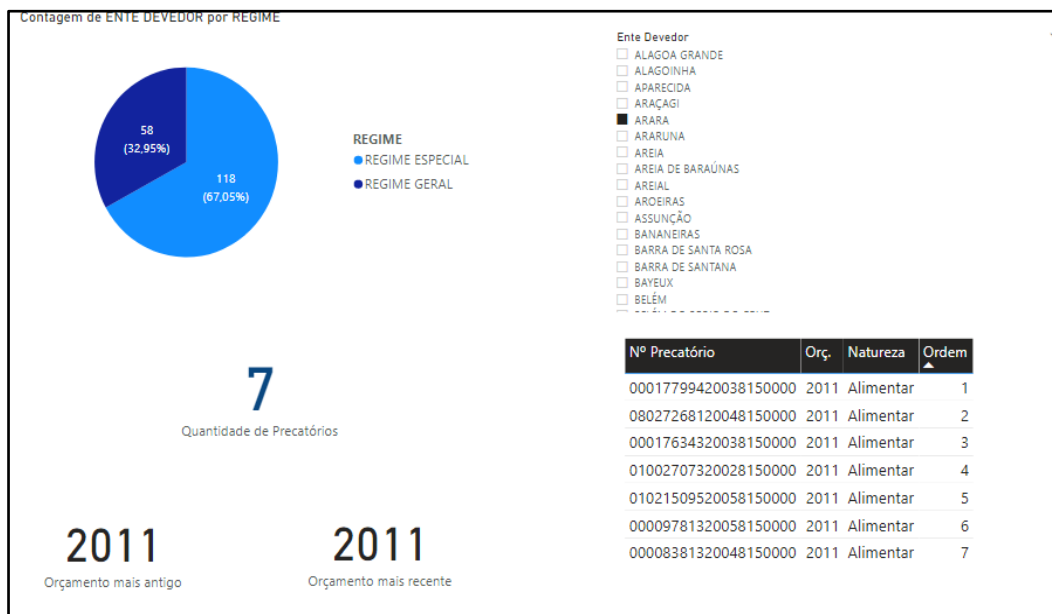 Contagem de ENTE DEVEDOR por REGIME
58
(32,95%)
118
(67,05%)
REGIME
REGIME ESPECIAL
REGIME GERAL
Ente Devedor
ALAGOA GRANDE
ALAGOINHA
APARECIDA
ARAÇAGI
ARARA
ARARUNA
AREIA
AREIA DE BARAÚNAS
AREIAL
AROEIRAS
ASSUNÇÃO
BANANEIRAS
BARRA DE SANTA ROSA
BARRA DE SANTANA
BAYEUX
BELÉM
7
Quantidade de Precatórios
2011
Orçamento mais antigo
2011
Orçamento mais recente
Nº Precatório Orç. Natureza Ordem
00017799420038150000 2011 Alimentar 1
08027268120048150000 2011 Alimentar 2
00017634320038150000 2011 Alimentar 3
01002707320028150000 2011 Alimentar 4
01021509520058150000 2011 Alimentar 5
00009781320058150000 2011 Alimentar 6
00008381320048150000 2011 Alimentar 7